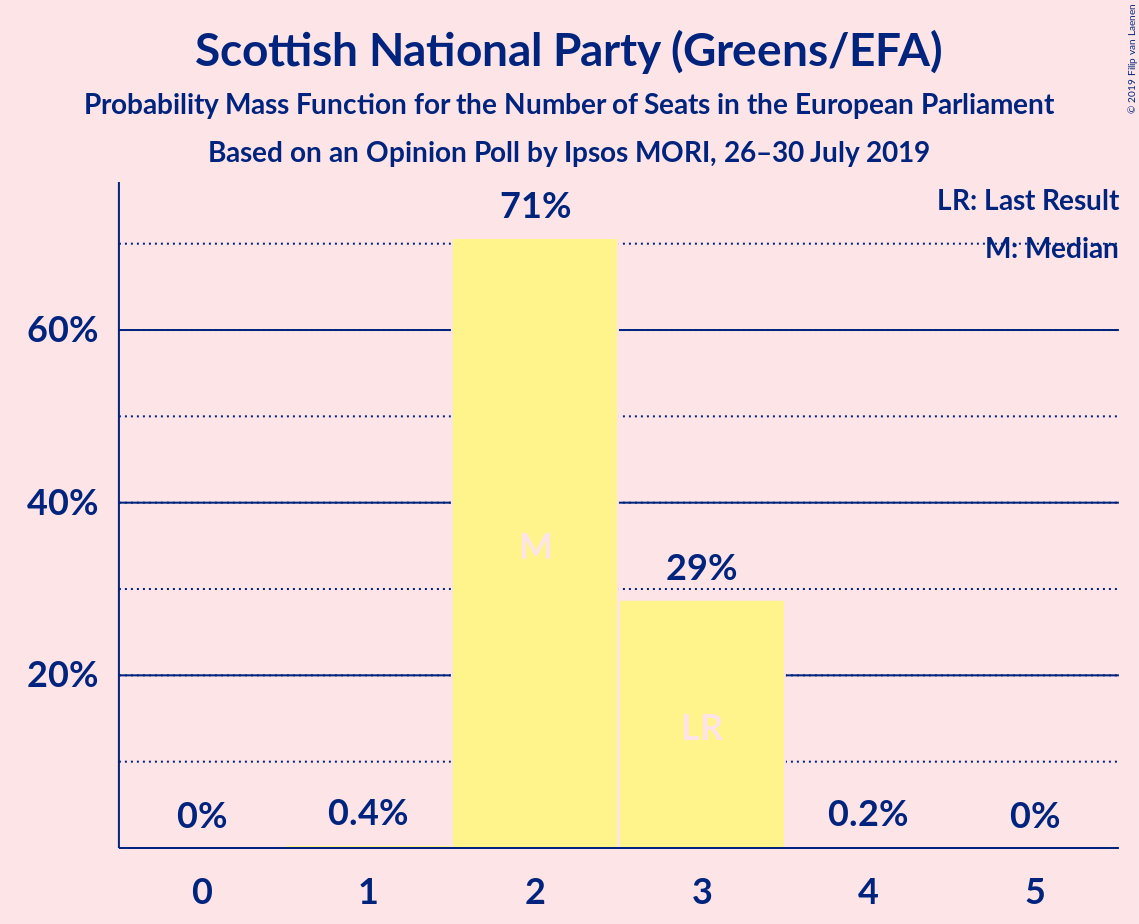 Scottish National Party (Greens/EFA)
Probability Mass Function for the Number of Seats in the European Parliament
Based on an Opinion Poll by Ipsos MORI, 26–30 July 2019
© 2019 Filip van Laenen
LR: Last Result
M: Median
71%
60%
40%
M
29%
20%
LR
0%
0.4%
0.2%
0%
0
1
2
3
4
5